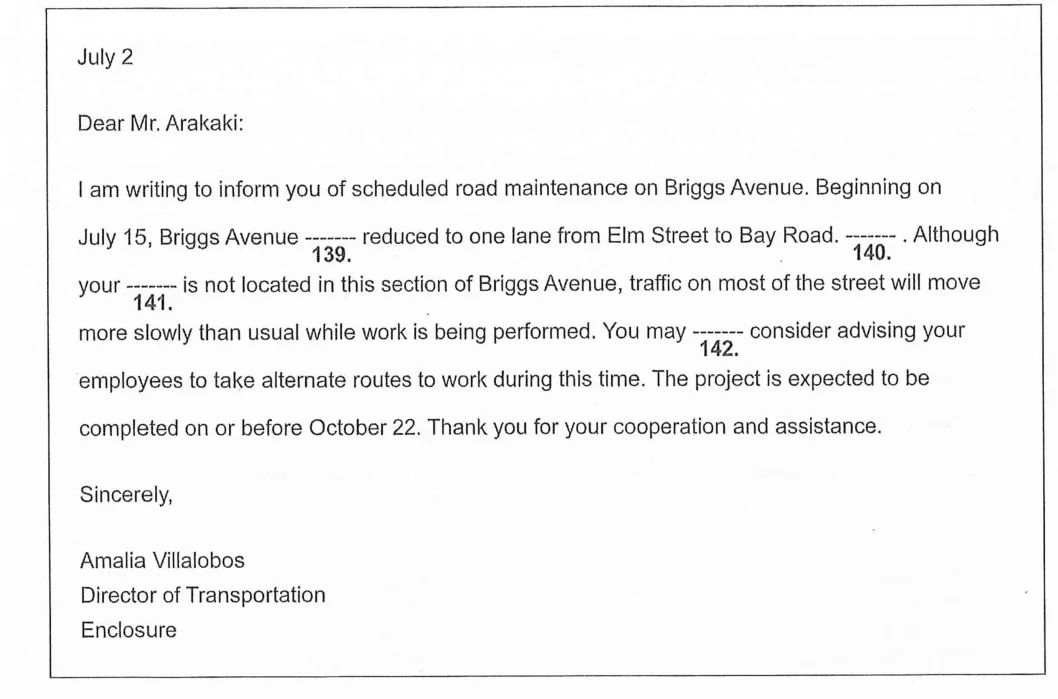 July 2
Dear Mr. Arakaki:
I am writing to inform you of scheduled road maintenance on Briggs Avenue. Beginning on
July 15, Briggs Avenue ------- reduced to one lane from Elm Street to Bay Road. ------- . Although
139. 140.
your ------- is not located in this section of Briggs Avenue, traffic on most of the street will move
141.
more slowly than usual while work is being performed. You may ------- consider advising your
142.
employees to take alternate routes to work during this time. The project is expected to be
completed on or before October 22. Thank you for your cooperation and assistance.
Sincerely,
Amalia Villalobos
Director of Transportation
Enclosure